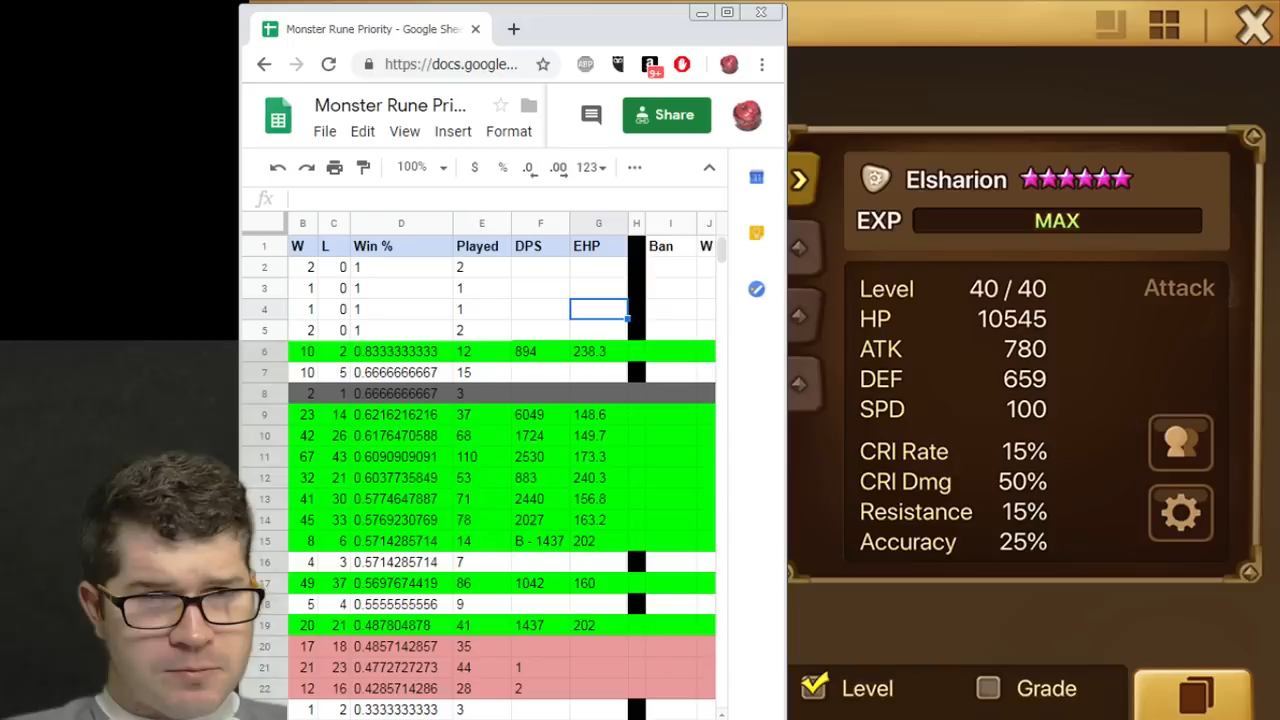 Monster Rune Priority - Google She
https://docs.google...
ABP
9+
Monster Rune Pri...
File Edit View Insert Format
Share
100% $ % .0 .00 123 ...
fx
B C D E F G H I J
1 W L Win % Played DPS EHP Ban W
2 2 0 1 2
3 1 0 1 1
4 1 0 1 1
5 2 0 1 2
6 10 2 0.8333333333 12 894 238.3
7 10 5 0.6666666667 15
8 2 1 0.6666666667 3
9 23 14 0.6216216216 37 6049 148.6
10 42 26 0.6176470588 68 1724 149.7
11 67 43 0.6090909091 110 2530 173.3
12 32 21 0.6037735849 53 883 240.3
13 41 30 0.5774647887 71 2440 156.8
14 45 33 0.5769230769 78 2027 163.2
15 8 6 0.5714285714 14 B - 1437 202
16 4 3 0.5714285714 7
17 49 37 0.5697674419 86 1042 160
18 5 4 0.5555555556 9
19 20 21 0.487804878 41 1437 202
20 17 18 0.4857142857 35
21 21 23 0.4772727273 44 1
22 12 16 0.4285714286 28 2
1 2 0.3333333333 3
Elsharion
EXP MAX
Level 40 / 40 Attack
HP 10545
ATK 780
DEF 659
SPD 100
CRI Rate 15%
CRI Dmg 50%
Resistance 15%
Accuracy 25%
Level Grade